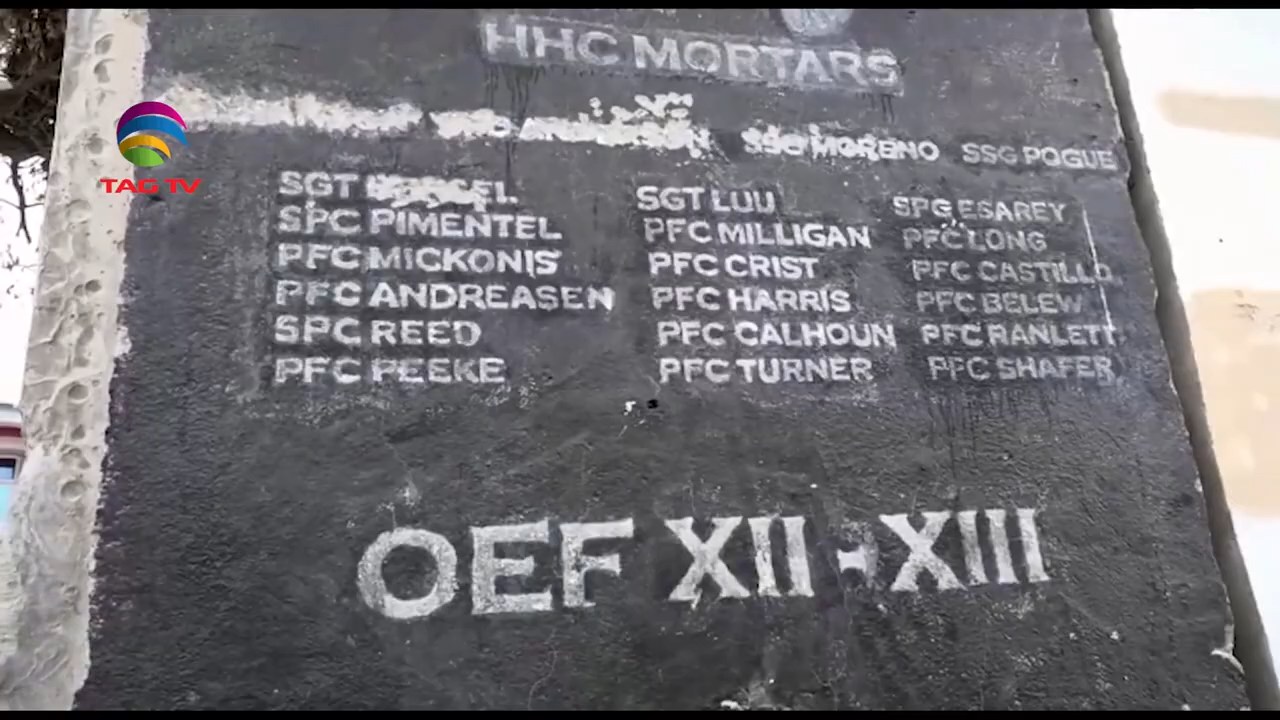 HHC MORTARS
SSG MORENO SSG POGUE
SGT SGT LUU SPC ESAREY
SPC PIMENTEL PFC MILLIGAN PFC LONG
PFC MICKONIS PFC CRIST PFC CASTILLO
PFC ANDREASEN PFC HARRIS PFC BELEW
SPC REED PFC CALHOUN PFC RANLETT
PFC PEEKE PFC TURNER PFC SHAFER
OEF XII-XIII
TAG TV